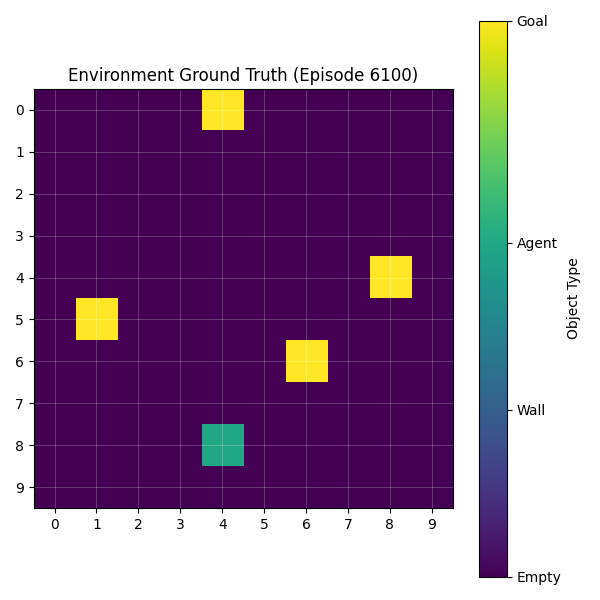 Environment Ground Truth (Episode 6100)
Goal
Agent
Wall
Empty
Object Type
0
1
2
3
4
5
6
7
8
9
0 1 2 3 4 5 6 7 8 9